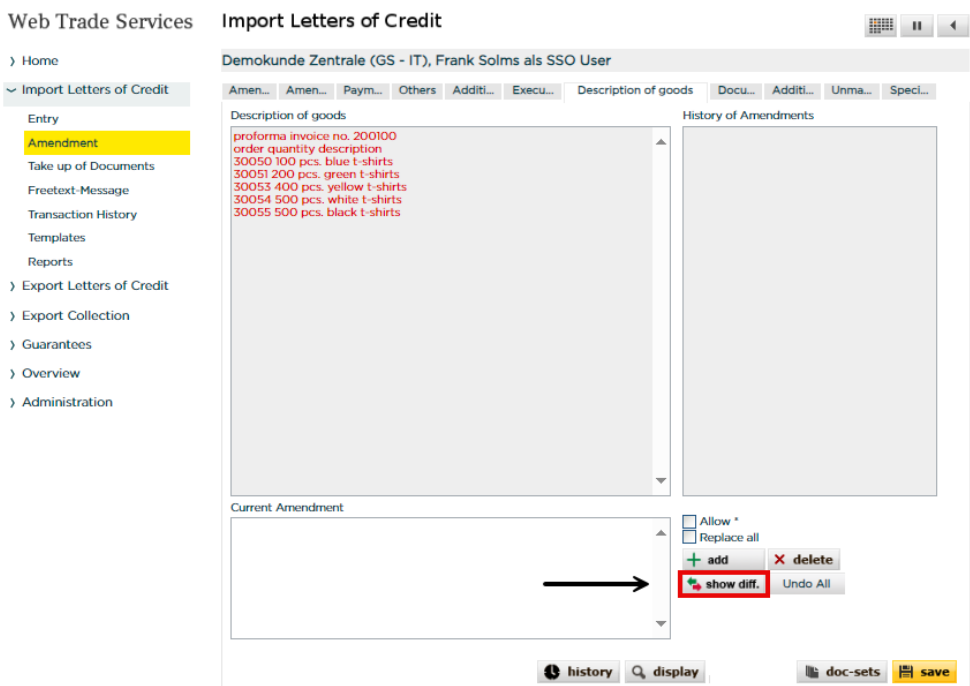 Web Trade Services
Import Letters of Credit
Home
Import Letters of Credit
Entry
Amendment
Take up of Documents
Freetext-Message
Transaction History
Templates
Reports
Export Letters of Credit
Export Collection
Guarantees
Overview
Administration
Demokunde Zentrale (GS - IT), Frank Solms als SSO User
Amen... Amen... Paym... Others Additi... Execu... Description of goods Docu... Additi... Unma... Speci...
Description of goods
proforma invoice no. 200100
order quantity description
30050 100 pcs. blue t-shirts
30051 200 pcs. green t-shirts
30053 400 pcs. yellow t-shirts
30054 500 pcs. white t-shirts
30055 500 pcs. black t-shirts
History of Amendments
Current Amendment
Allow *
Replace all
add delete
show diff. Undo All
history display doc-sets save